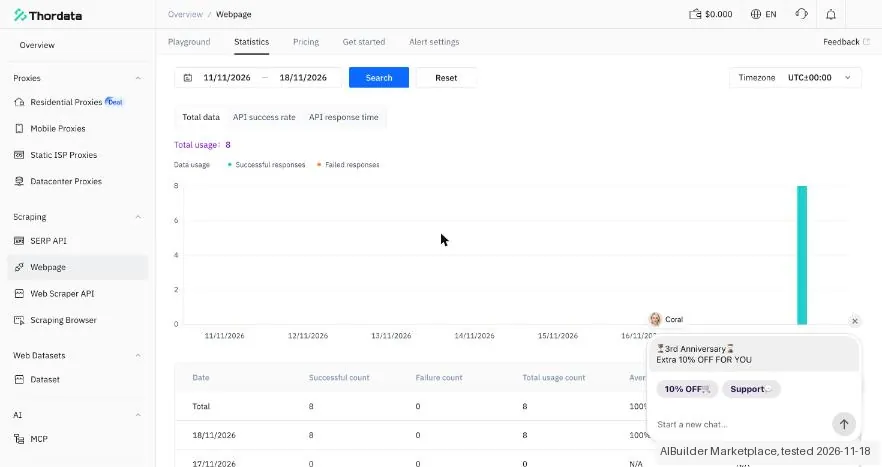 Thordata
Overview / Webpage
$0.000
EN
Overview
Playground
Statistics
Pricing
Get started
Alert settings
Feedback
Proxies
Residential Proxies
Deal
Mobile Proxies
Static ISP Proxies
Datacenter Proxies
Scraping
SERP API
Webpage
Web Scraper API
Scraping Browser
Web Datasets
Dataset
AI
MCP
11/11/2026 – 18/11/2026
Search
Reset
Timezone UTC±00:00
Total data
API success rate
API response time
Total usage: 8
Data usage
Successful responses
Failed responses
8
6
4
2
0
11/11/2026
12/11/2026
13/11/2026
14/11/2026
15/11/2026
Date Successful count Failure count Total usage count
Total 8 0 8 100%
18/11/2026 8 0 8 100%
17/11/2026 0 0 0 N/A
Coral
3rd Anniversary
Extra 10% OFF FOR YOU
10% OFF
Support
Start a new chat...
AIBuilder Marketplace, tested 2026-11-18